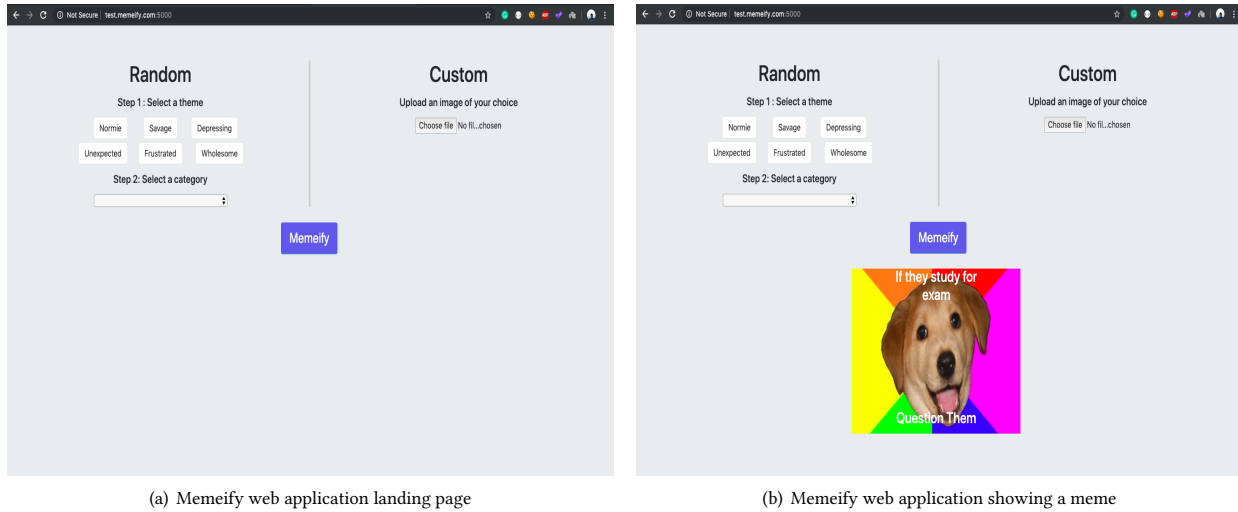 Not Secure | test.memeify.com:5000
Random
Step 1 : Select a theme
Normie Savage Depressing
Unexpected Frustrated Wholesome
Step 2: Select a category
Custom
Upload an image of your choice
Choose file No fil...chosen
Memeify
(a) Memeify web application landing page
Not Secure | test.memeify.com:5000
Random
Step 1 : Select a theme
Normie Savage Depressing
Unexpected Frustrated Wholesome
Step 2: Select a category
Custom
Upload an image of your choice
Choose file No fil...chosen
Memeify
If they study for
exam
Question Them
(b) Memeify web application showing a meme